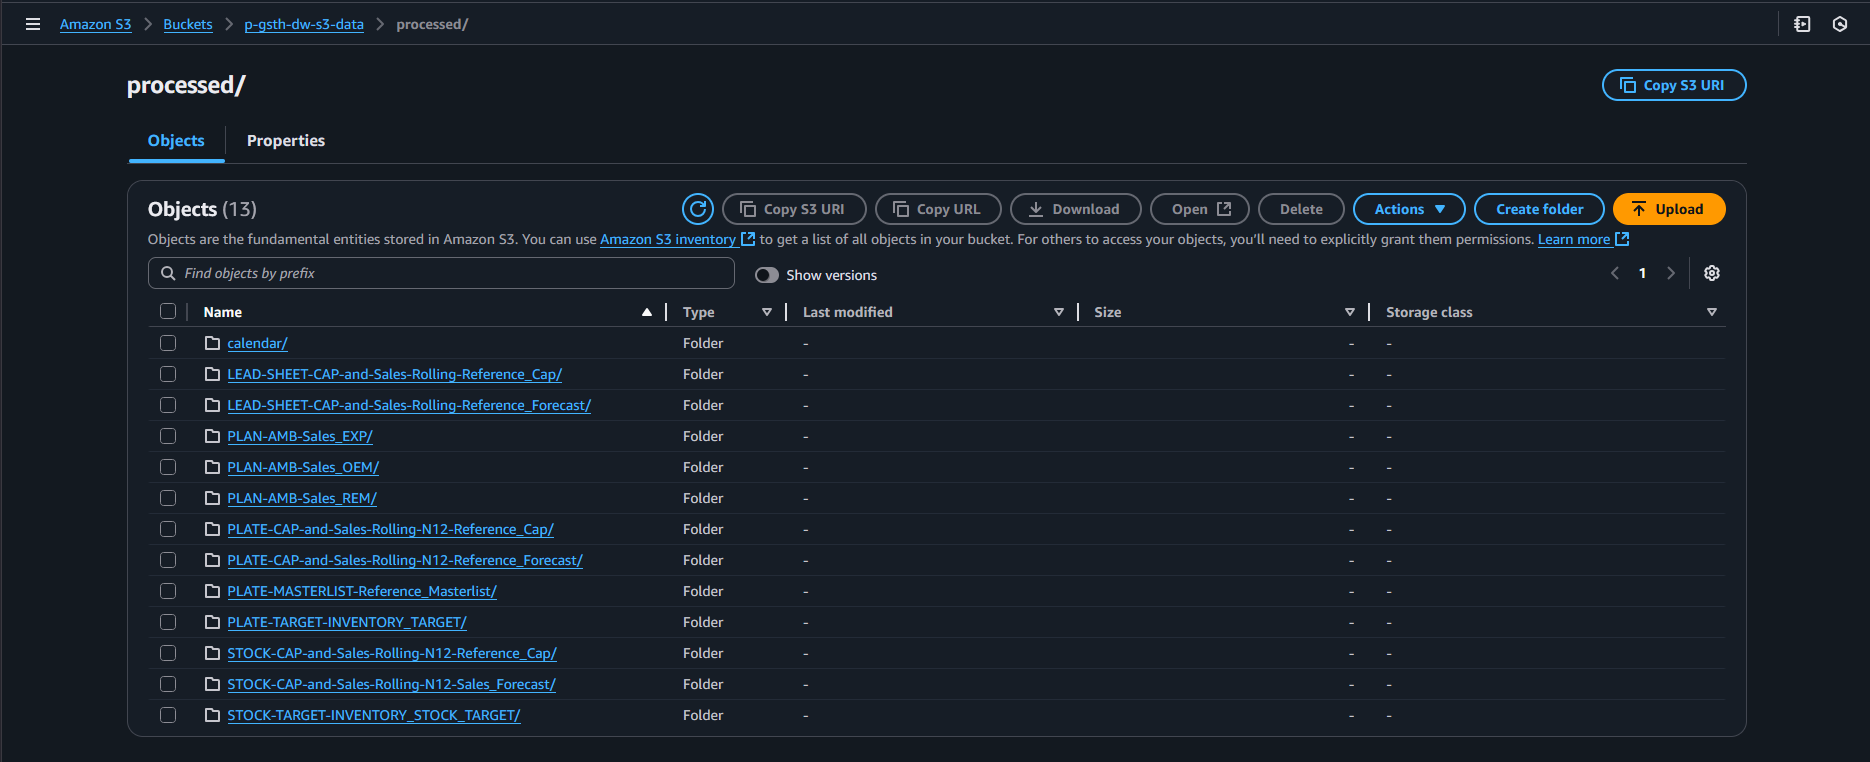 Amazon S3 > Buckets > p-gsth-dw-s3-data > processed/
processed/
Copy S3 URI
Objects Properties
Objects (13)
Copy S3 URI Copy URL Download Open Delete Actions Create folder Upload
Objects are the fundamental entities stored in Amazon S3. You can use Amazon S3 inventory to get a list of all objects in your bucket. For others to access your objects, you'll need to explicitly grant them permissions. Learn more
Find objects by prefix Show versions 1
Name Type Last modified Size Storage class
calendar/ Folder - - -
LEAD-SHEET-CAP-and-Sales-Rolling-Reference_Cap/ Folder - - -
LEAD-SHEET-CAP-and-Sales-Rolling-Reference_Forecast/ Folder - - -
PLAN-AMB-Sales_EXP/ Folder - - -
PLAN-AMB-Sales_OEM/ Folder - - -
PLAN-AMB-Sales_REM/ Folder - - -
PLATE-CAP-and-Sales-Rolling-N12-Reference_Cap/ Folder - - -
PLATE-CAP-and-Sales-Rolling-N12-Reference_Forecast/ Folder - - -
PLATE-MASTERLIST-Reference_Masterlist/ Folder - - -
PLATE-TARGET-INVENTORY_TARGET/ Folder - - -
STOCK-CAP-and-Sales-Rolling-N12-Reference_Cap/ Folder - - -
STOCK-CAP-and-Sales-Rolling-N12-Sales_Forecast/ Folder - - -
STOCK-TARGET-INVENTORY_STOCK_TARGET/ Folder - - -